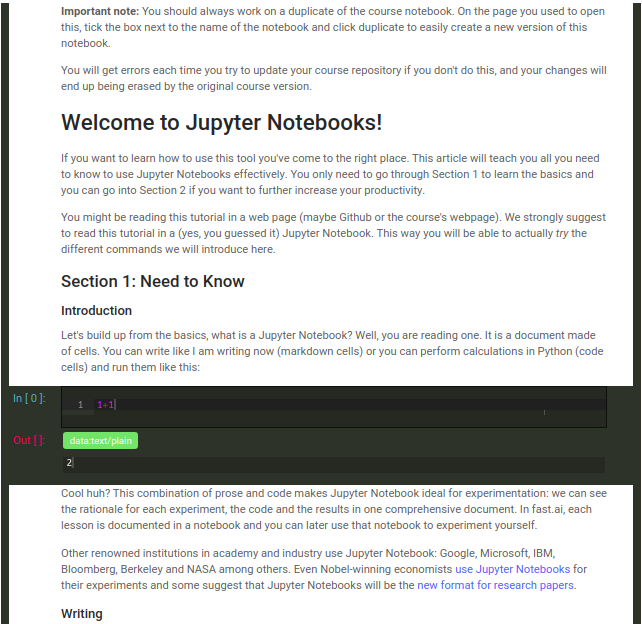 Important note: You should always work on a duplicate of the course notebook. On the page you used to open
this, tick the box next to the name of the notebook and click duplicate to easily create a new version of this
notebook.
You will get errors each time you try to update your course repository if you don't do this, and your changes will
end up being erased by the original course version.
Welcome to Jupyter Notebooks!
If you want to learn how to use this tool you've come to the right place. This article will teach you all you need
to know to use Jupyter Notebooks effectively. You only need to go through Section 1 to learn the basics and
you can go into Section 2 if you want to further increase your productivity.
You might be reading this tutorial in a web page (maybe Github or the course's webpage). We strongly suggest
to read this tutorial in a (yes, you guessed it) Jupyter Notebook. This way you will be able to actually try the
different commands we will introduce here.
Section 1: Need to Know
Introduction
Let's build up from the basics, what is a Jupyter Notebook? Well, you are reading one. It is a document made
of cells. You can write like I am writing now (markdown cells) or you can perform calculations in Python (code
cells) and run them like this:
In [ 0 ]: 1 1+1
Out [ ]: data:text/plain
2
Cool huh? This combination of prose and code makes Jupyter Notebook ideal for experimentation: we can see
the rationale for each experiment, the code and the results in one comprehensive document. In fast.ai, each
lesson is documented in a notebook and you can later use that notebook to experiment yourself.
Other renowned institutions in academy and industry use Jupyter Notebook: Google, Microsoft, IBM,
Bloomberg, Berkeley and NASA among others. Even Nobel-winning economists use Jupyter Notebooks for
their experiments and some suggest that Jupyter Notebooks will be the new format for research papers.
Writing